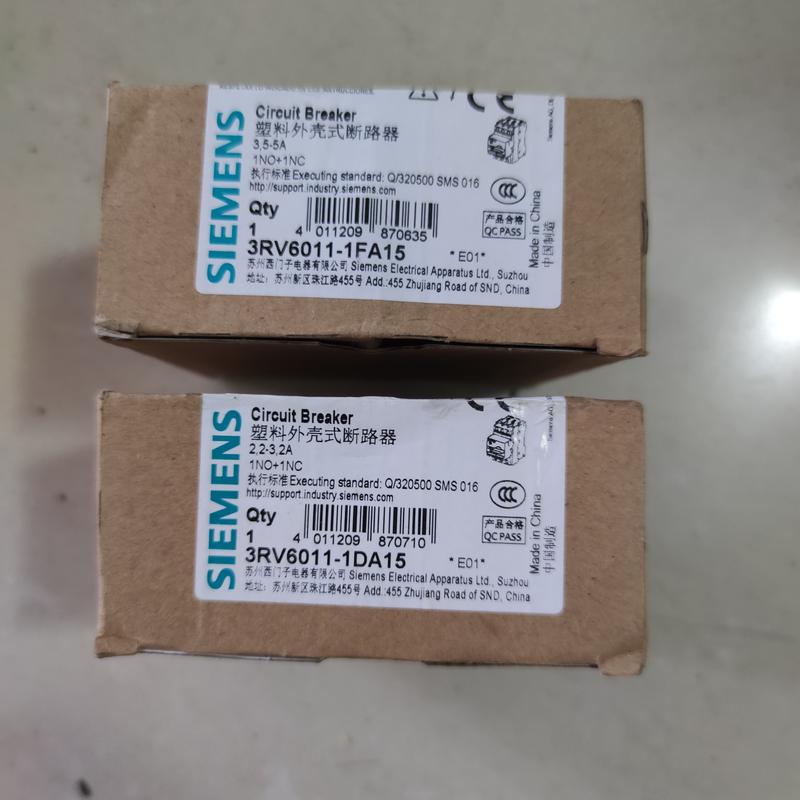 SIEMENS
Circuit Breaker
塑料外壳式断路器
3,5-5A
1NO+1NC
执行标准 Executing standard: Q/320500 SMS 016
http://support.industry.siemens.com
Qty
1
4 011209 870635
3RV6011-1FA15
*E01*
苏州西门子电器有限公司 Siemens Electrical Apparatus Ltd., Suzhou
地址: 苏州新区珠江路455号 Add.:455 Zhujiang Road of SND, China
CCC
产品合格
QC PASS
Made in China
中国制造
Siemens AG,
SIEMENS
Circuit Breaker
塑料外壳式断路器
2,2-3,2A
1NO+1NC
执行标准 Executing standard: Q/320500 SMS 016
http://support.industry.siemens.com
Qty
1
4 011209 870710
3RV6011-1DA15
*E01*
苏州西门子电器有限公司 Siemens Electrical Apparatus Ltd., Suzhou
地址: 苏州新区珠江路455号 Add.:455 Zhujiang Road of SND, China
CCC
产品合格
QC PASS
Made in China
中国制造
Siemens AG,